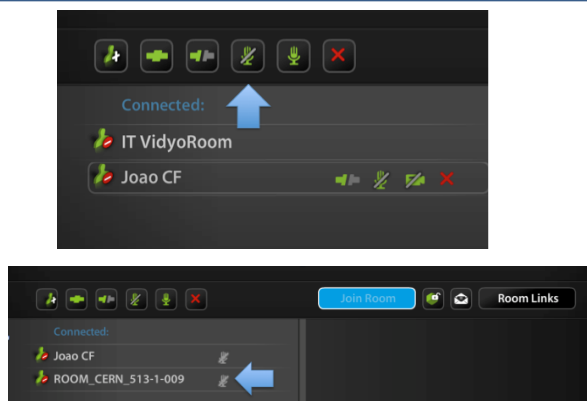 Connected:
IT VidyoRoom
Joao CF
Join Room
Room Links
Connected:
Joao CF
ROOM_CERN_513-1-009